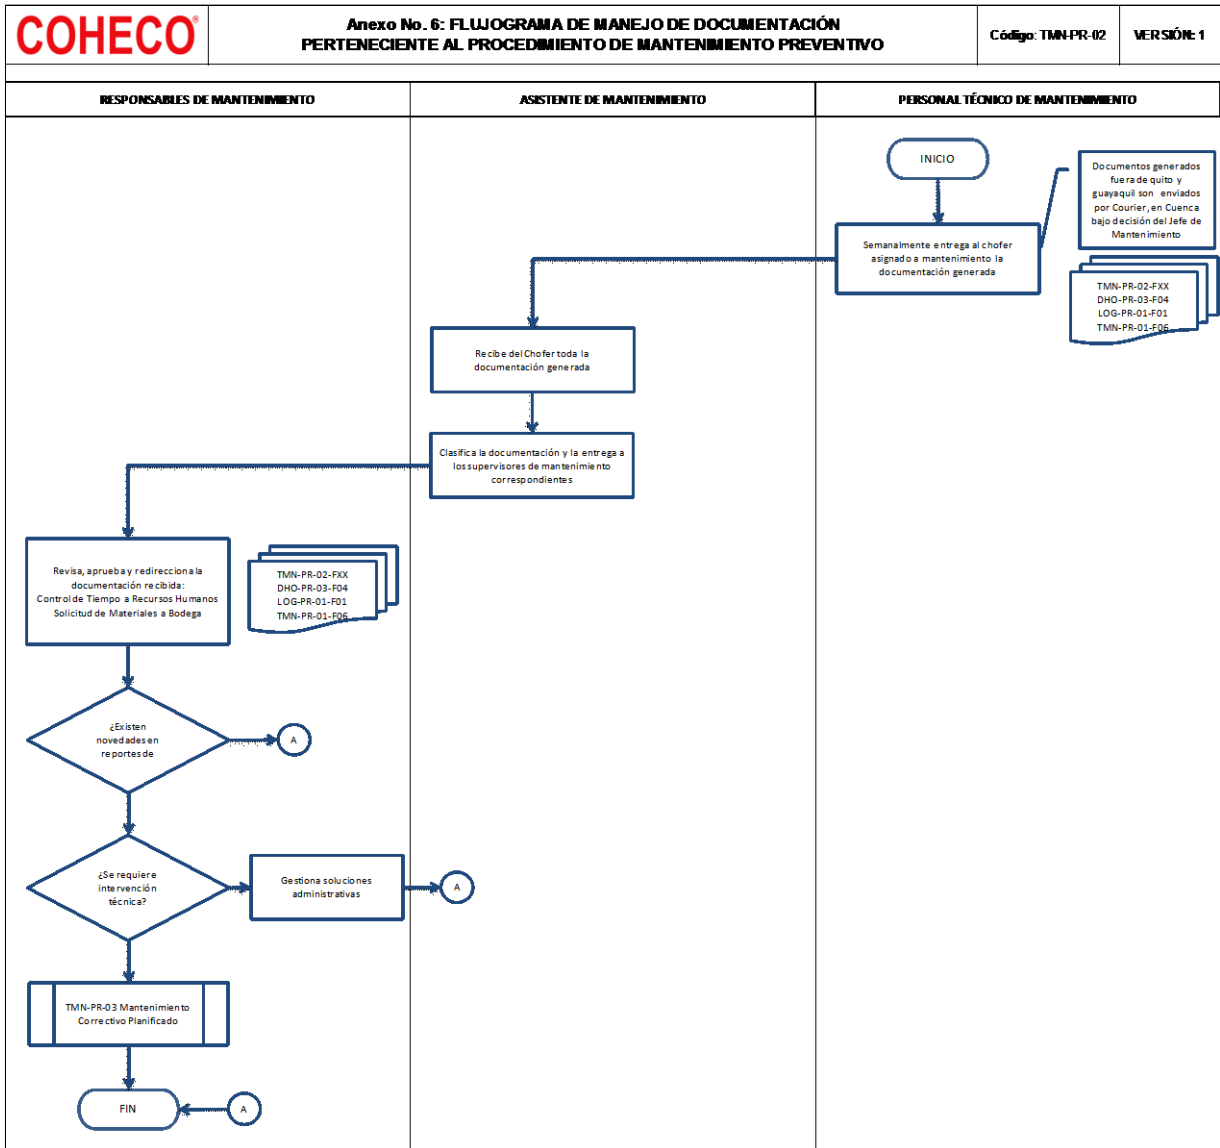 COHECO®
Anexo No. 6: FLUJOGRAMA DE MANEJO DE DOCUMENTACIÓN
PERTENECIENTE AL PROCEDIMIENTO DE MANTENIMIENTO PREVENTIVO
Código: TMN-PR-02
VERSIÓN: 1
RESPONSABLES DE MANTENIMIENTO
ASISTENTE DE MANTENIMIENTO
PERSONAL TÉCNICO DE MANTENIMIENTO
INICIO
Documentos generados
fuera de quito y
guayaquil son enviados
por Courier, en Cuenca
bajo decisión del Jefe de
Mantenimiento
Semanalmente entrega al chofer
asignado a mantenimiento la
documentación generada
TMN-PR-02-FXX
DHO-PR-03-F04
LOG-PR-01-F01
TMN-PR-01-F06
Recibe del Chofer toda la
documentación generada
Clasifica la documentación y la entrega a
los supervisores de mantenimiento
correspondientes
Revisa, aprueba y redirecciona la
documentación recibida:
Control de Tiempo a Recursos Humanos
Solicitud de Materiales a Bodega
TMN-PR-02-FXX
DHO-PR-03-F04
LOG-PR-01-F01
TMN-PR-01-F06
¿Existen
novedades en
reportes de
A
¿Se requiere
intervención
técnica?
Gestiona soluciones
administrativas
A
TMN-PR-03 Mantenimiento
Correctivo Planificado
FIN
A